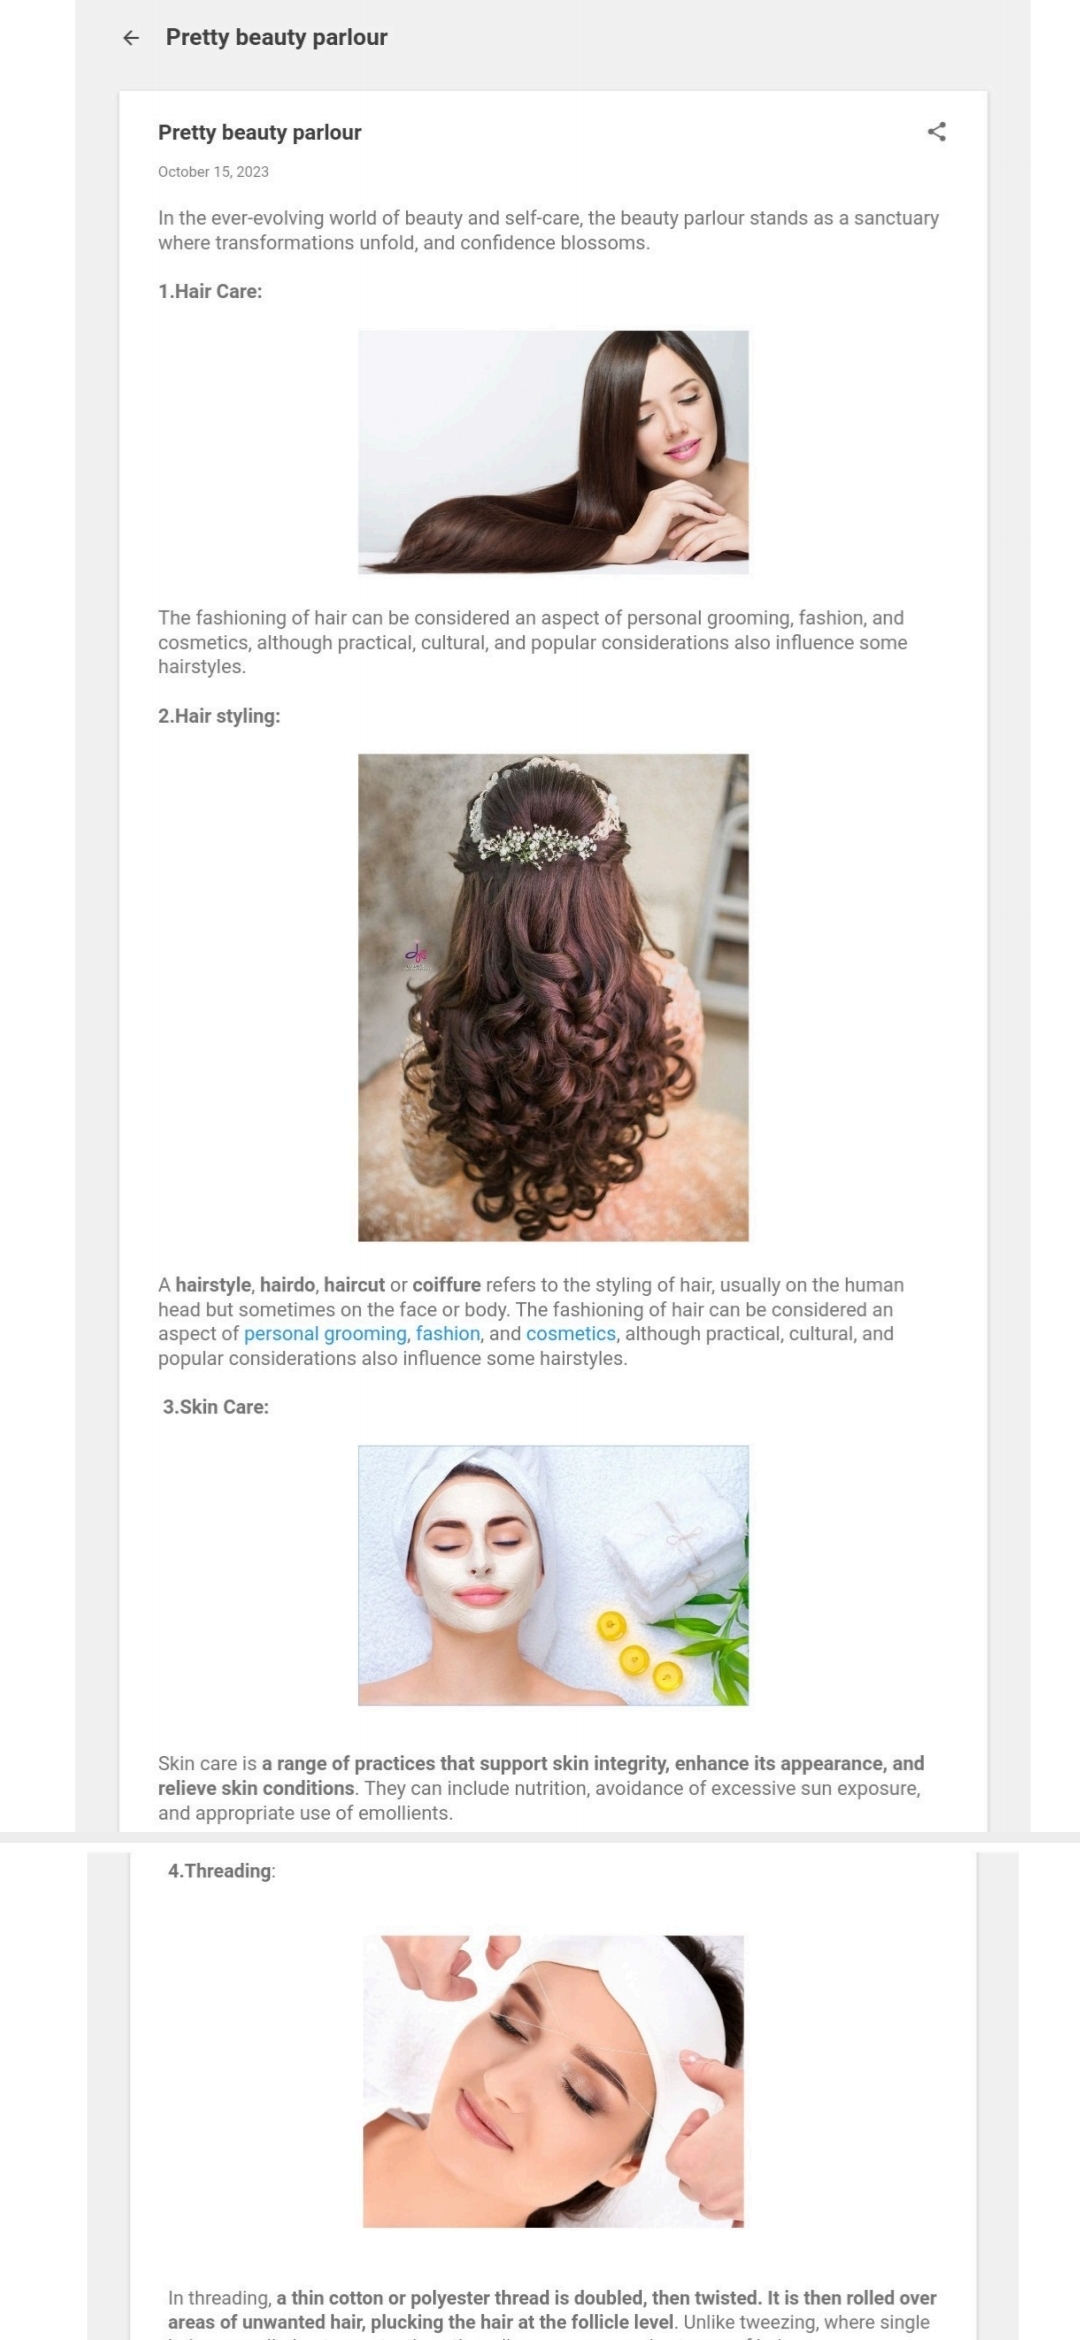 Pretty beauty parlour
Pretty beauty parlour
October 15, 2023
In the ever-evolving world of beauty and self-care, the beauty parlour stands as a sanctuary
where transformations unfold, and confidence blossoms.
1.Hair Care:
The fashioning of hair can be considered an aspect of personal grooming, fashion, and
cosmetics, although practical, cultural, and popular considerations also influence some
hairstyles.
2.Hair styling:
A hairstyle, hairdo, haircut or coiffure refers to the styling of hair, usually on the human
head but sometimes on the face or body. The fashioning of hair can be considered an
aspect of personal grooming, fashion, and cosmetics, although practical, cultural, and
popular considerations also influence some hairstyles.
3.Skin Care:
Skin care is a range of practices that support skin integrity, enhance its appearance, and
relieve skin conditions. They can include nutrition, avoidance of excessive sun exposure,
and appropriate use of emollients.
4.Threading:
In threading, a thin cotton or polyester thread is doubled, then twisted. It is then rolled over
areas of unwanted hair, plucking the hair at the follicle level. Unlike tweezing, where single